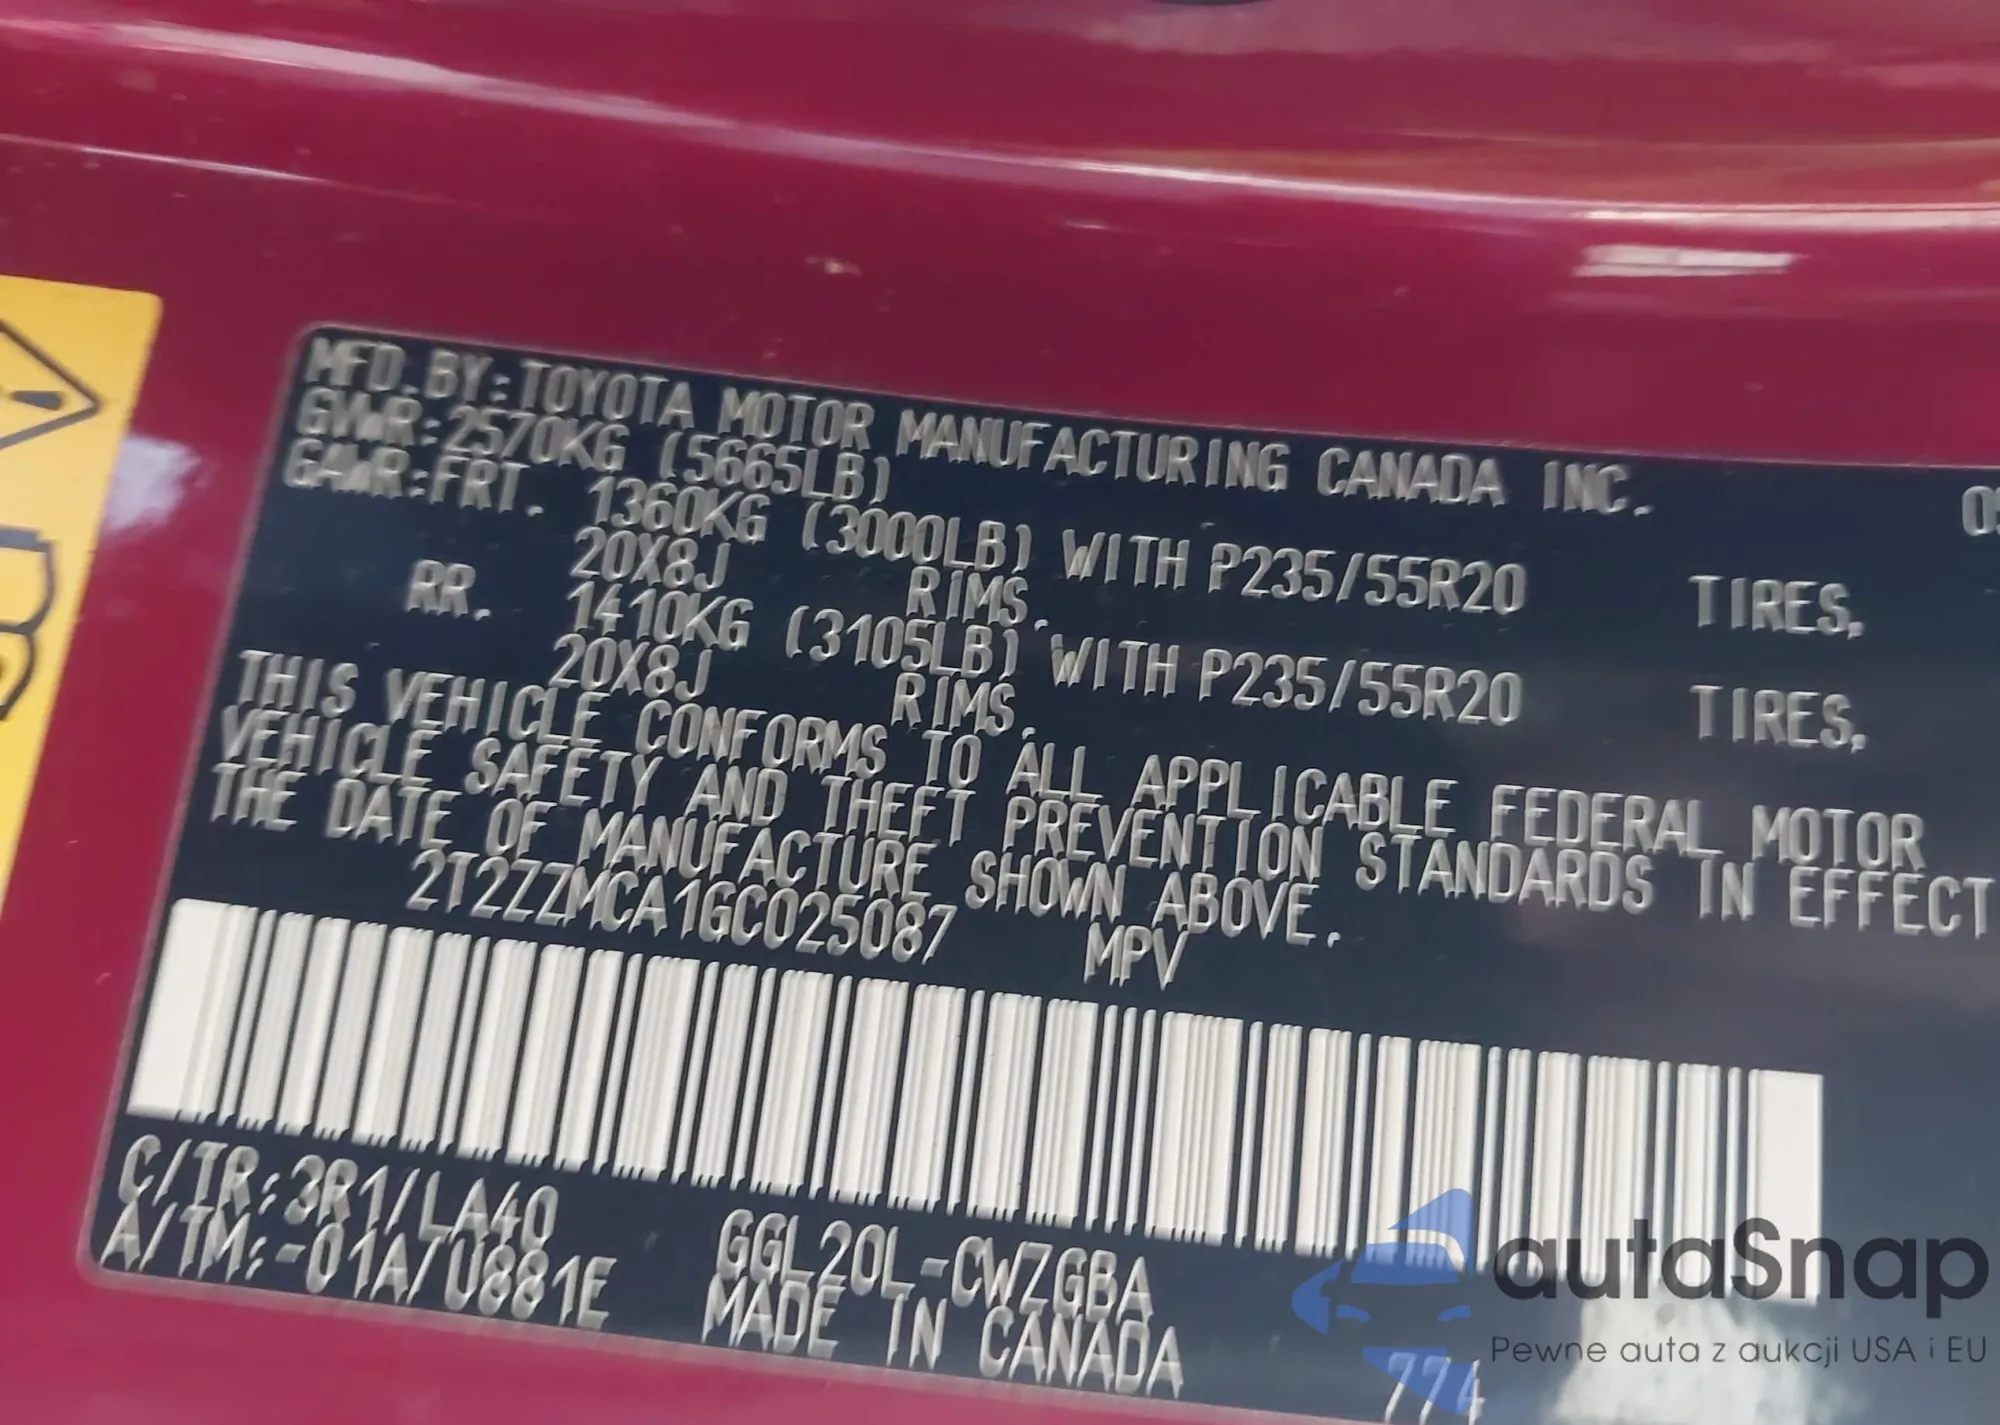 MFD. BY: TOYOTA MOTOR MANUFACTURING CANADA INC.
GVWR: 2570KG (5665LB)
GAWR: FRT. 1360KG (3000LB) WITH P235/55R20 TIRES,
20X8J RIMS.
RR. 1410KG (3105LB) WITH P235/55R20 TIRES,
20X8J RIMS.
THIS VEHICLE CONFORMS TO ALL APPLICABLE FEDERAL MOTOR
VEHICLE SAFETY AND THEFT PREVENTION STANDARDS IN EFFECT
THE DATE OF MANUFACTURE SHOWN ABOVE.
2T2ZZMCA1GC025087 MPV
C/TR: 3R1/LA40 GGL20L-CWZGBA
A/TM: -01A/U881E MADE IN CANADA
774
autaSnap
Pewne auta z aukcji USA i EU